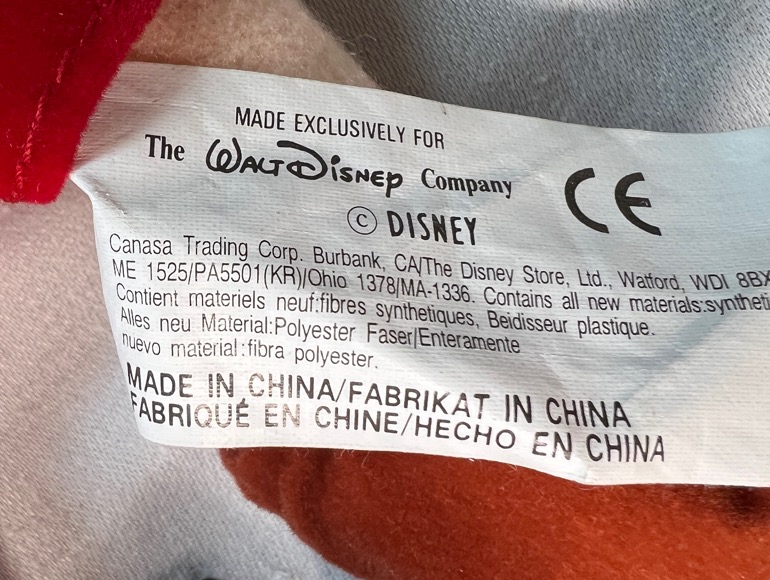 MADE EXCLUSIVELY FOR
The WALT DISNEY Company
© DISNEY
CE
Canasa Trading Corp. Burbank, CA/The Disney Store, Ltd., Watford, WDI 8BX
ME 1525/PA5501(KR)/Ohio 1378/MA-1336. Contains all new materials:syntheti
Contient materiels neuf:fibres synthetiques, Beidisseur plastique.
Alles neu Material:Polyester Faser/Enteramente
nuevo material:fibra polyester.
MADE IN CHINA/FABRIKAT IN CHINA
FABRIQUÉ EN CHINE/HECHO EN CHINA